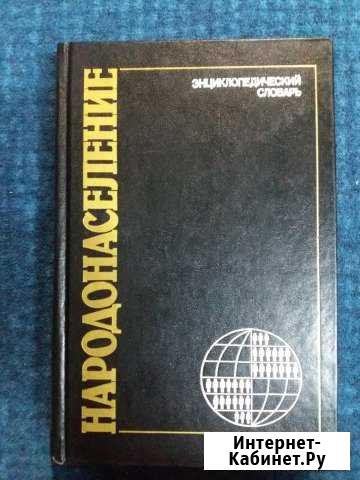 НАРОДОНАСЕЛЕНИЕ
ЭНЦИКЛОПЕДИЧЕСКИЙ
СЛОВАРЬ
Интернет-
Кабинет.Ру